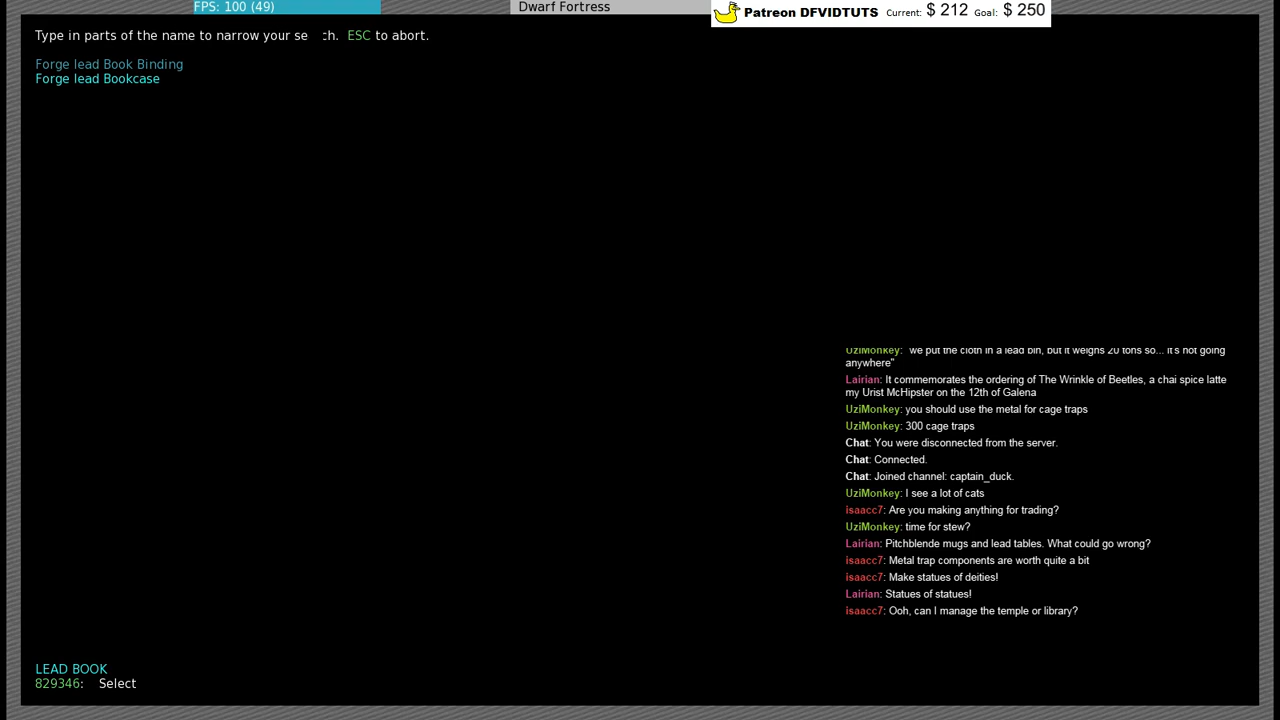 FPS: 100 (49)
Dwarf Fortress
Patreon DFVIDTUTS Current: $ 212 Goal: $ 250
Type in parts of the name to narrow your se ch. ESC to abort.
Forge lead Book Binding
Forge lead Bookcase
UziMonkey: "we put the cloth in a lead bin, but it weighs 20 tons so... it's not going
anywhere"
Lairian: It commemorates the ordering of The Wrinkle of Beetles, a chai spice latte
my Urist McHipster on the 12th of Galena
UziMonkey: you should use the metal for cage traps
UziMonkey: 300 cage traps
Chat: You were disconnected from the server.
Chat: Connected.
Chat: Joined channel: captain_duck.
UziMonkey: I see a lot of cats
isaacc7: Are you making anything for trading?
UziMonkey: time for stew?
Lairian: Pitchblende mugs and lead tables. What could go wrong?
isaacc7: Metal trap components are worth quite a bit
isaacc7: Make statues of deities!
Lairian: Statues of statues!
isaacc7: Ooh, can I manage the temple or library?
LEAD BOOK
829346: Select